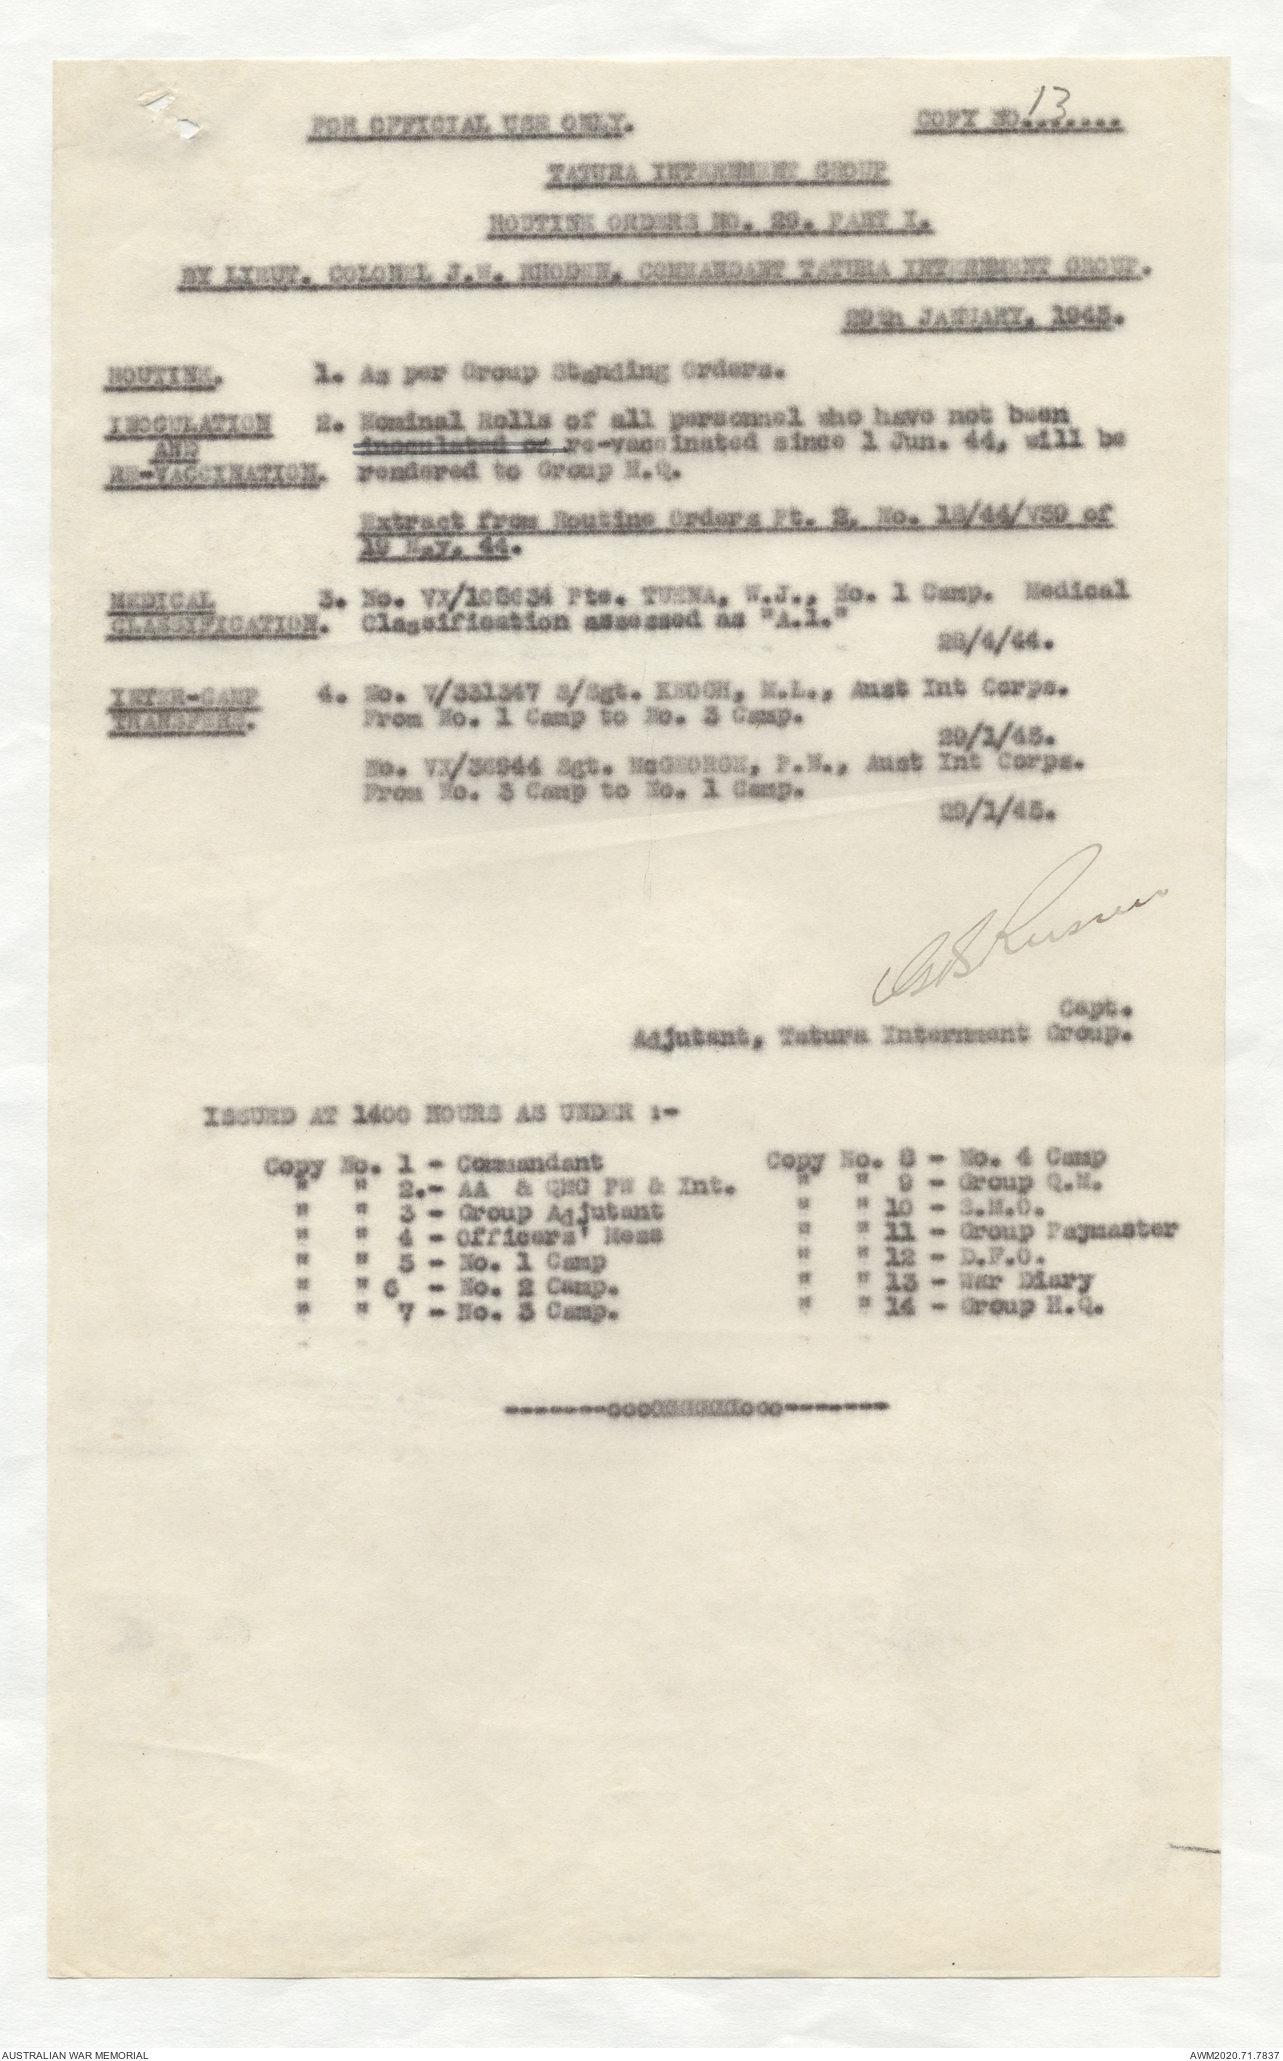 FOR OFFICIAL USE ONLY. COPY NO.13......
TATURA INTERNMENT GROUP
ROUTINE ORDERS NO. 29. PART I.
BY LIEUT. COLONEL J.W. RHODEN, COMMANDANT TATURA INTERNMENT GROUP.
29th JANUARY, 1945.
ROUTINE. 1. As per Group Standing Orders.
INOCULATION 2. Nominal Rolls of all personnel who have not been
AND inoculated or re-vaccinated since 1 Jun. 44, will be
RE-VACCINATION. rendered to Group H.Q.
Extract from Routine Orders Pt. 2, No. 18/44/V39 of
19 May. 44.
MEDICAL 3. No. VX/108634 Pte. W.J., No. 1 Camp. Medical
CLASSIFICATION. Classification assessed as "A.1."
28/4/44.
INTER-CAMP 4. No. V/331347 S/Sgt. KEOGH, M.L., Aust Int Corps.
TRANSFERS. From No. 1 Camp to No. 3 Camp.
29/1/45.
No. VX/38944 Sgt. McGEORGE, P.N., Aust Int Corps.
From No. 3 Camp to No. 1 Camp.
29/1/45.
Capt.
Adjutant, Tatura Internment Group.
ISSUED AT 1400 HOURS AS UNDER :-
Copy No. 1 - Commandant Copy No. 8 - No. 4 Camp
" " 2.- AA & QMG PW & Int. " " 9 - Group Q.M.
" " 3 - Group Adjutant " " 10 - S.M.O.
" " 4 - Officers' Mess " " 11 - Group Paymaster
" " 5 - No. 1 Camp " " 12 - D.F.O.
" " 6 - No. 2 Camp. " " 13 - War Diary
" " 7 - No. 3 Camp. " " 14 - Group H.Q.
AUSTRALIAN WAR MEMORIAL AWM2020.71.7837